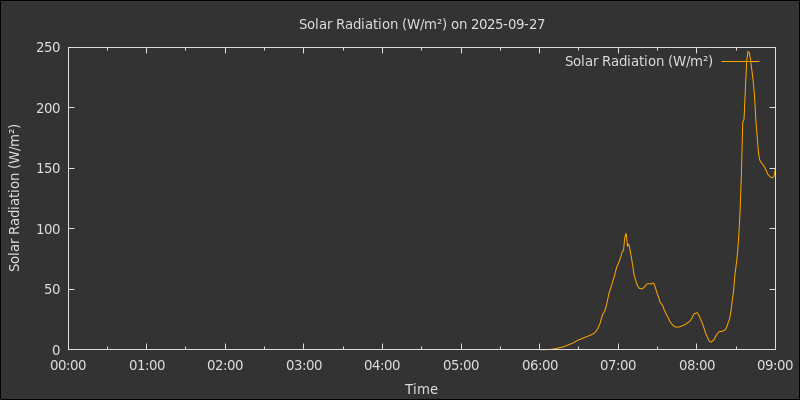 Solar Radiation (W/m²) on 2025-09-27
Solar Radiation (W/m²)
Solar Radiation (W/m²)
250
200
150
100
50
0
00:00 01:00 02:00 03:00 04:00 05:00 06:00 07:00 08:00 09:00
Time